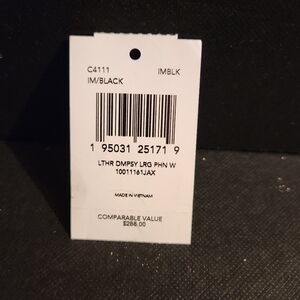 C4111 IMBLK
IM/BLACK
1 95031 25171 9
LTHR DMPSY LRG PHN W
10011161JAX
MADE IN VIETNAM
COMPARABLE VALUE
$288.00